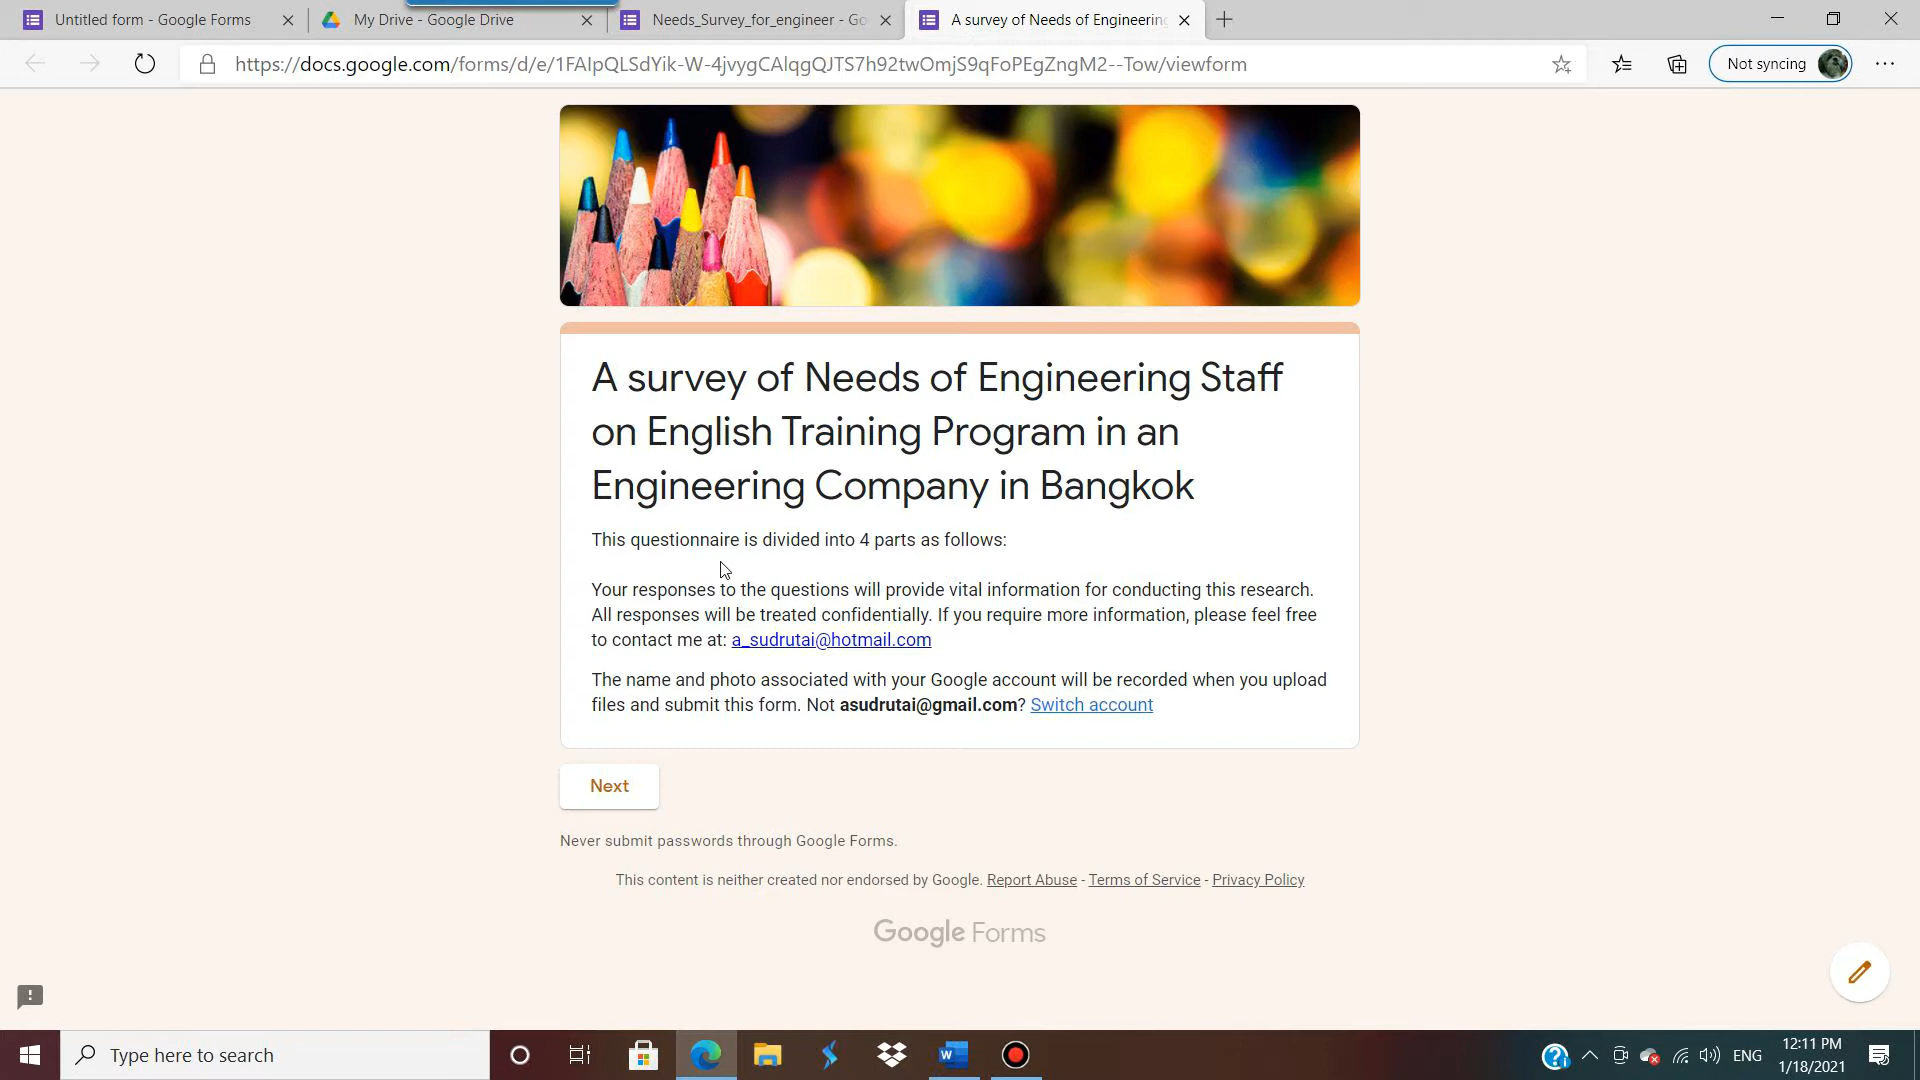 Untitled form - Google Forms
My Drive - Google Drive
Needs_Survey_for_engineer - Go
A survey of Needs of Engineering
https://docs.google.com/forms/d/e/1FAIpQLSdYik-W-4jvygCAlqgQJTS7h92twOmjS9qFoPEgZngM2--Tow/viewform
Not syncing
A survey of Needs of Engineering Staff
on English Training Program in an
Engineering Company in Bangkok
This questionnaire is divided into 4 parts as follows:
Your responses to the questions will provide vital information for conducting this research.
All responses will be treated confidentially. If you require more information, please feel free
to contact me at: a_sudrutai@hotmail.com
The name and photo associated with your Google account will be recorded when you upload
files and submit this form. Not asudrutai@gmail.com? Switch account
Next
Never submit passwords through Google Forms.
This content is neither created nor endorsed by Google. Report Abuse - Terms of Service - Privacy Policy
Google Forms
Type here to search
ENG
12:11 PM
1/18/2021